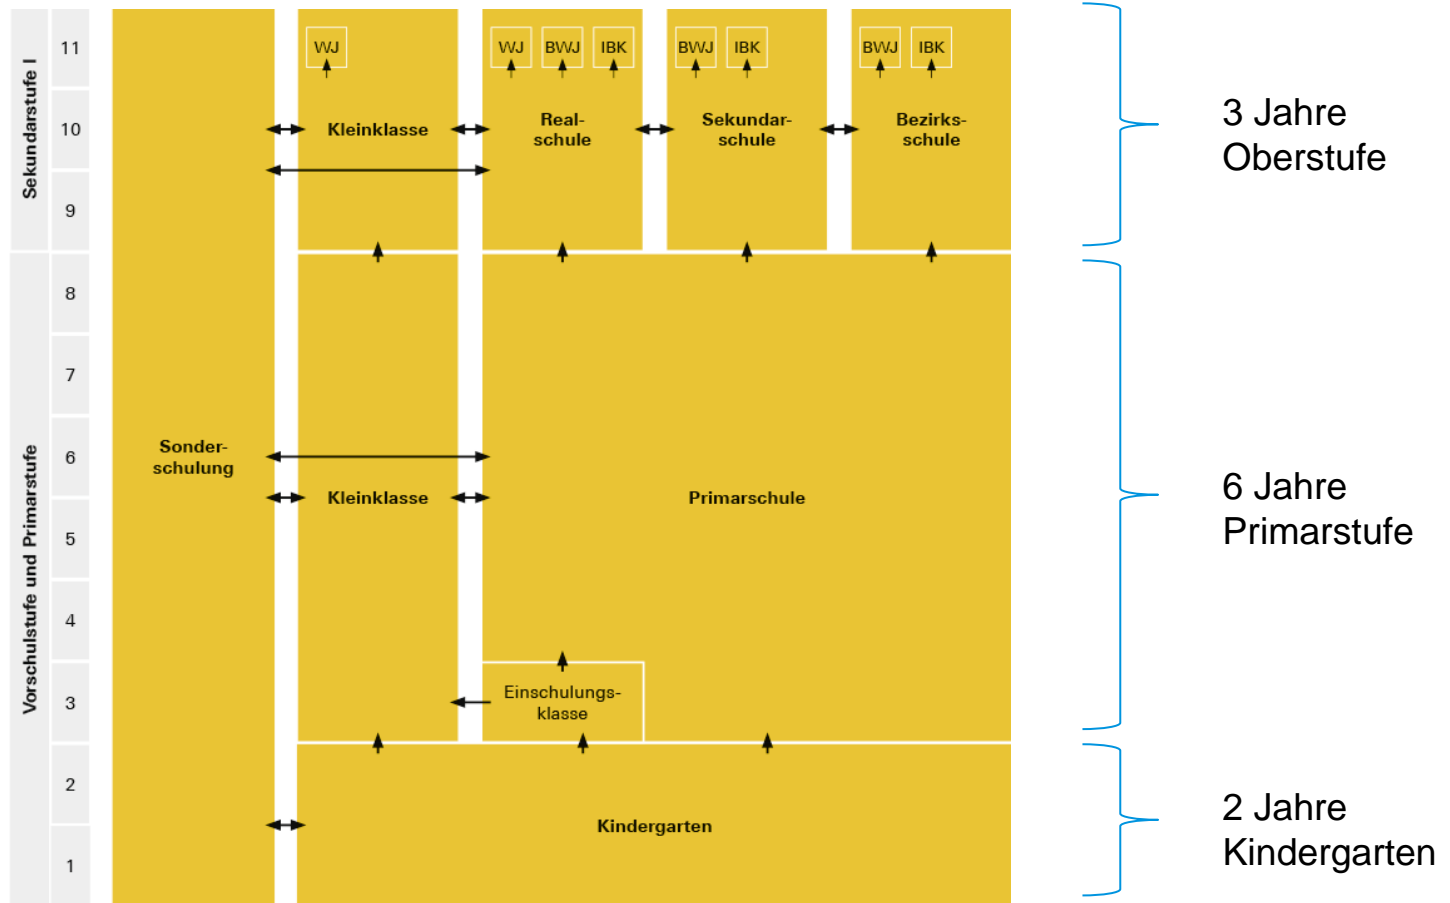 Sekundarstufe I
11
10
9
WJ
WJ
BWJ
IBK
BWJ
IBK
BWJ
IBK
Kleinklasse
Real-
schule
Sekundar-
schule
Bezirks-
schule
3 Jahre
Oberstufe
Vorschulstufe und Primarstufe
8
7
6
5
4
3
2
1
Sonder-
schulung
Kleinklasse
Primarschule
6 Jahre
Primarstufe
Einschulungs-
klasse
Kindergarten
2 Jahre
Kindergarten